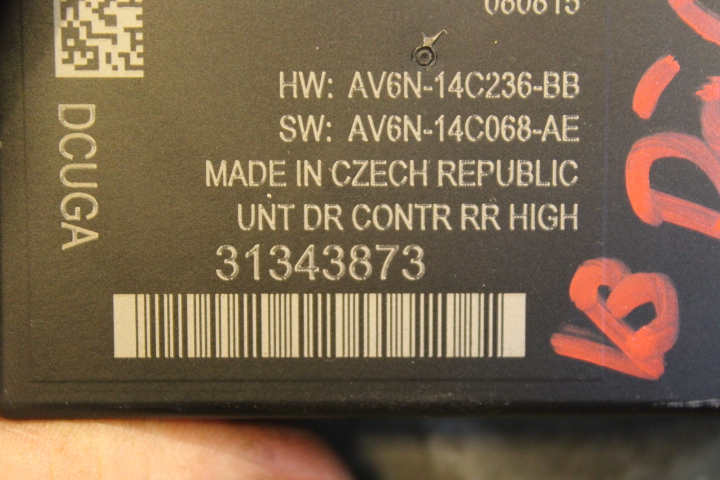 080815
HW: AV6N-14C236-BB
SW: AV6N-14C068-AE
MADE IN CZECH REPUBLIC
UNT DR CONTR RR HIGH
31343873
DCUGA